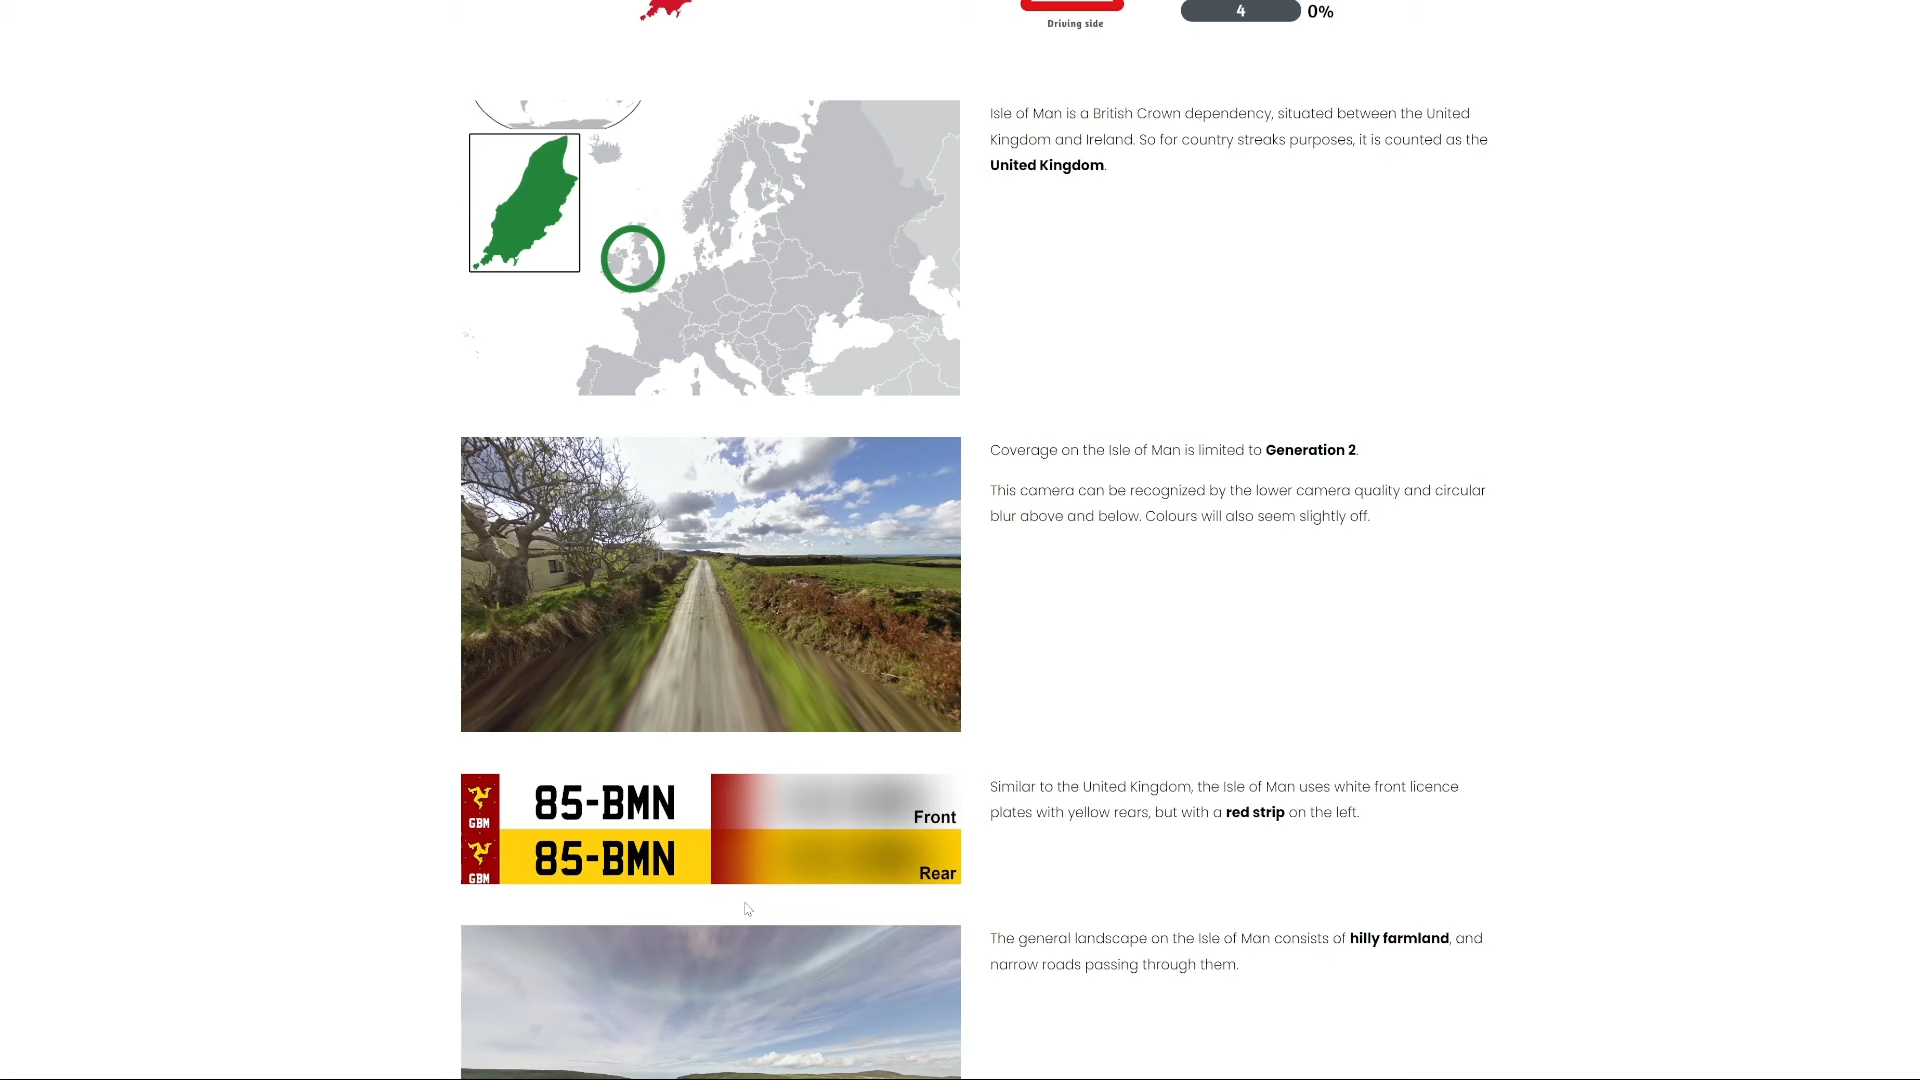 Driving side
4
0%
Isle of Man is a British Crown dependency, situated between the United
Kingdom and Ireland. So for country streaks purposes, it is counted as the
United Kingdom.
Coverage on the Isle of Man is limited to Generation 2.
This camera can be recognized by the lower camera quality and circular
blur above and below. Colours will also seem slightly off.
GBM
85-BMN
Front
GBM
85-BMN
Rear
Similar to the United Kingdom, the Isle of Man uses white front licence
plates with yellow rears, but with a red strip on the left.
The general landscape on the Isle of Man consists of hilly farmland, and
narrow roads passing through them.